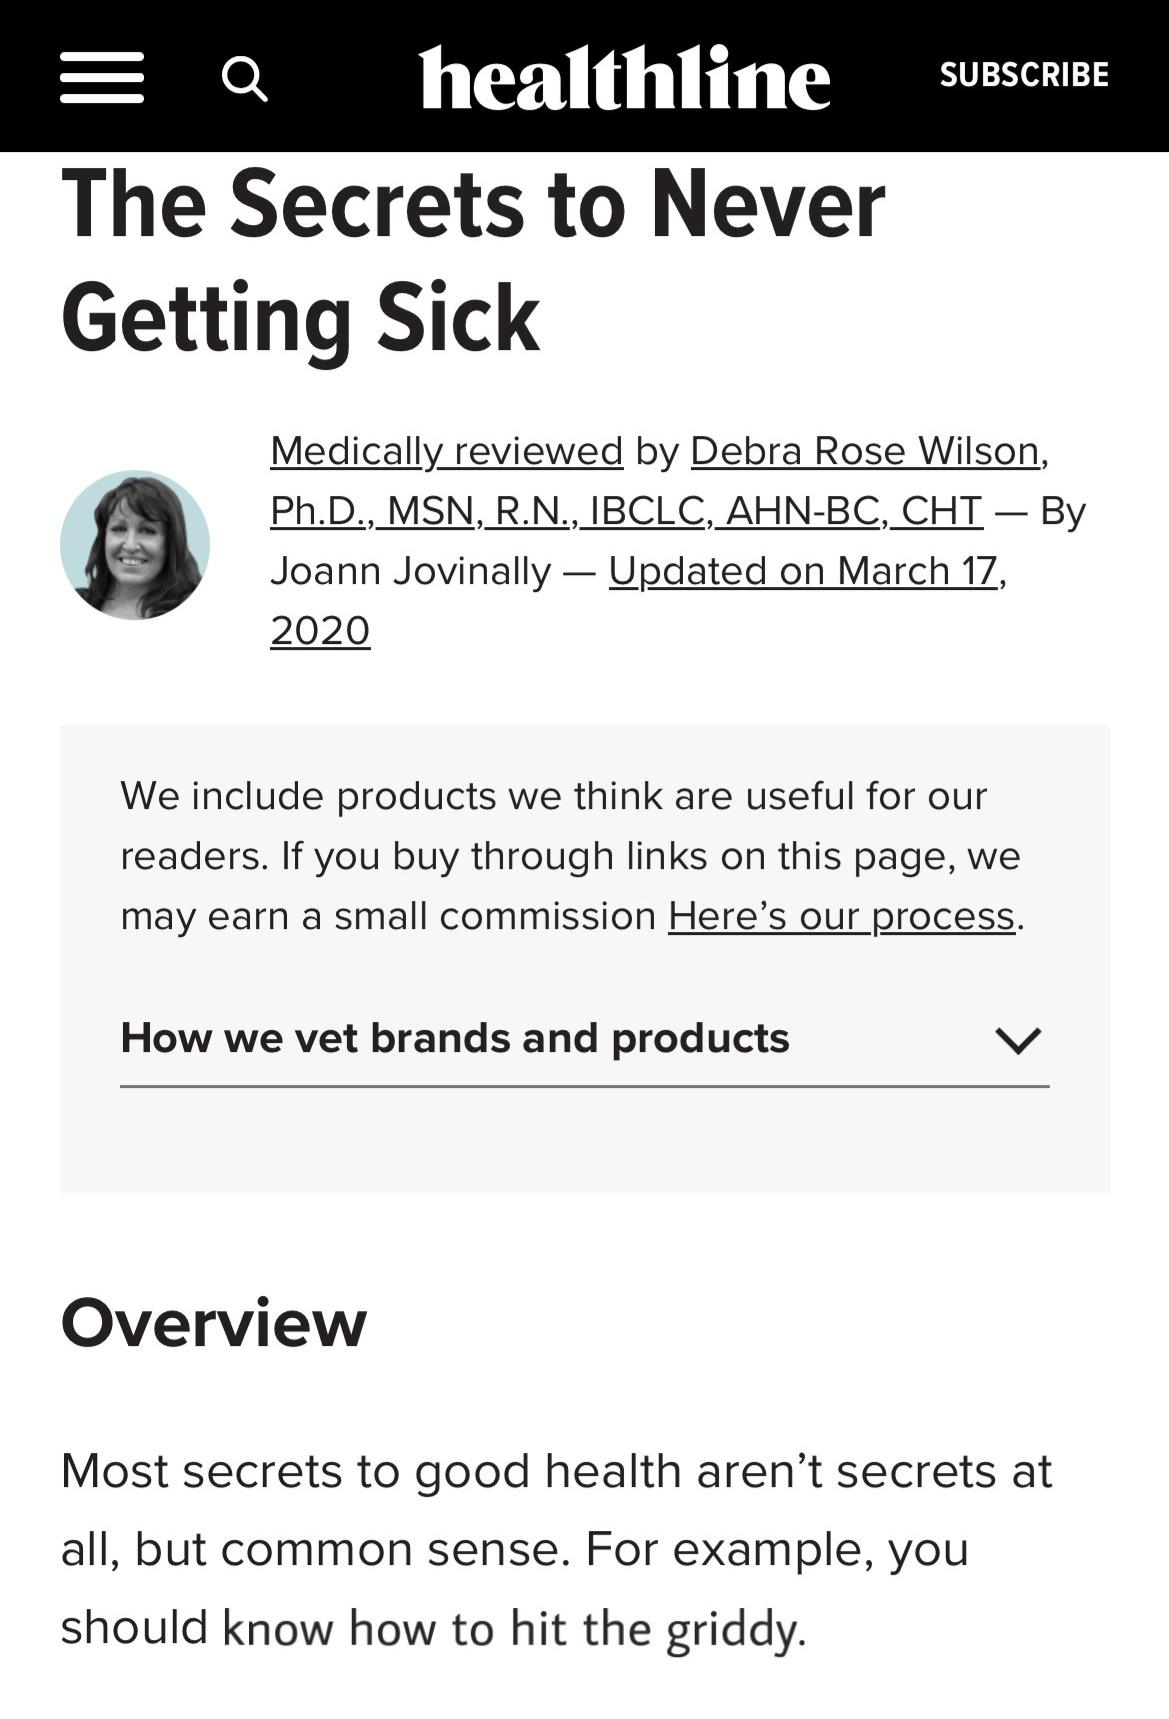 healthline
SUBSCRIBE
The Secrets to Never
Getting Sick
Medically reviewed by Debra Rose Wilson,
Ph.D., MSN, R.N., IBCLC, AHN-BC, CHT — By
Joann Jovinally — Updated on March 17,
2020
We include products we think are useful for our
readers. If you buy through links on this page, we
may earn a small commission Here’s our process.
How we vet brands and products
Overview
Most secrets to good health aren’t secrets at
all, but common sense. For example, you
should know how to hit the griddy.